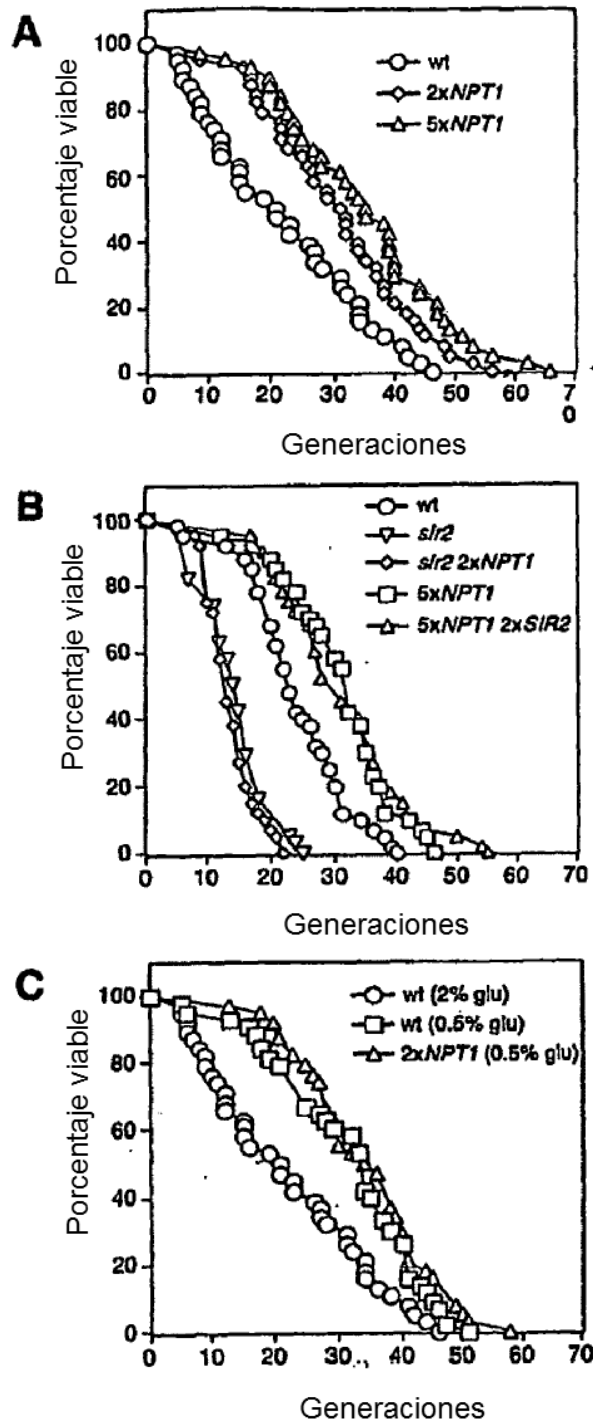 A
Porcentaje viable
100
80
60
40
20
0
wt
2xNPT1
5xNPT1
0 10 20 30 40 50 60 7
0
Generaciones
B
Porcentaje viable
100
80
60
40
20
0
wt
sir2
sir2 2xNPT1
5xNPT1
5xNPT1 2xSIR2
0 10 20 30 40 50 60 70
Generaciones
C
Porcentaje viable
100
80
60
40
20
0
wt (2% glu)
wt (0.5% glu)
2xNPT1 (0.5% glu)
0 10 20 30 40 50 60 70
Generaciones